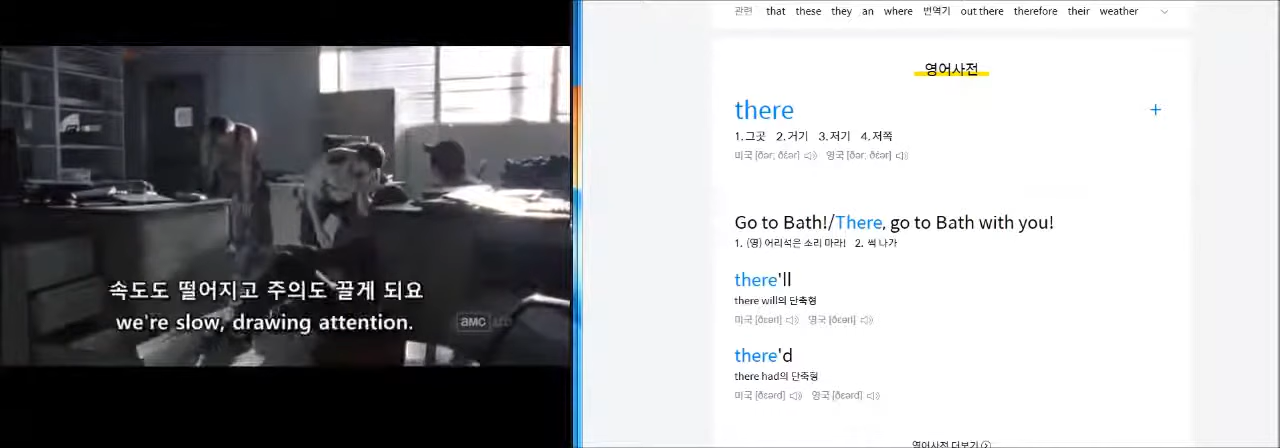 속도도 떨어지고 주의도 끌게 되요
we're slow, drawing attention.
amc
관련 that these they an where 번역기 out there therefore their weather
영어사전
there
1.그곳 2.거기 3.저기 4.저쪽
미국 [ðər; ðέər] 영국 [ðər; ðέər]
Go to Bath!/There, go to Bath with you!
1. (영) 어리석은 소리 마라! 2. 썩 나가
there'll
there will의 단축형
미국 [ðεərl] 영국 [ðεərl]
there'd
there had의 단축형
미국 [ðεərd] 영국 [ðεərd]
영어사전 더보기